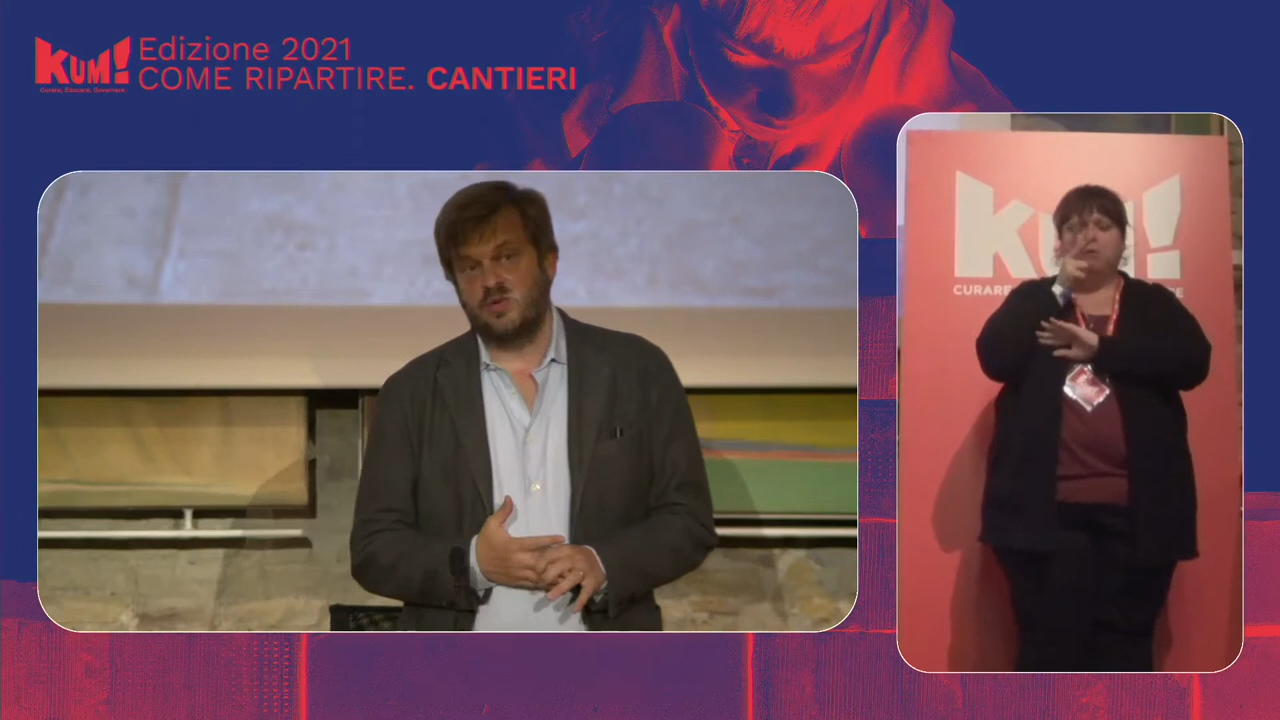 KUM! Edizione 2021
COME RIPARTIRE. CANTIERI
Curare, Educare, Governare
KUM!
CURARE